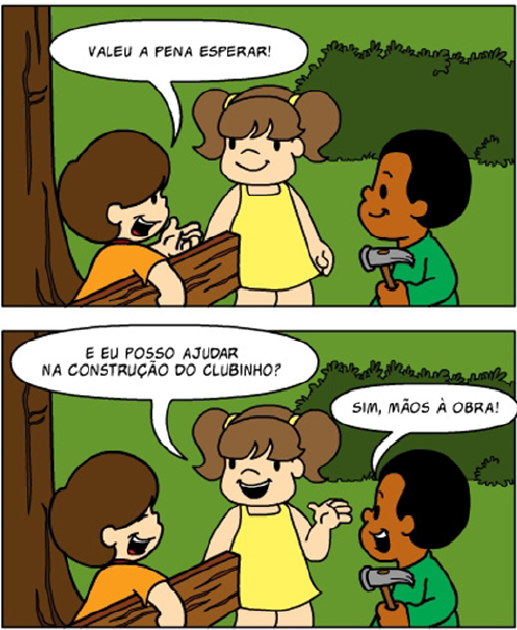 VALEU A PENA ESPERAR!
E EU POSSO AJUDAR
NA CONSTRUÇÃO DO CLUBINHO?
SIM, MÃOS À OBRA!